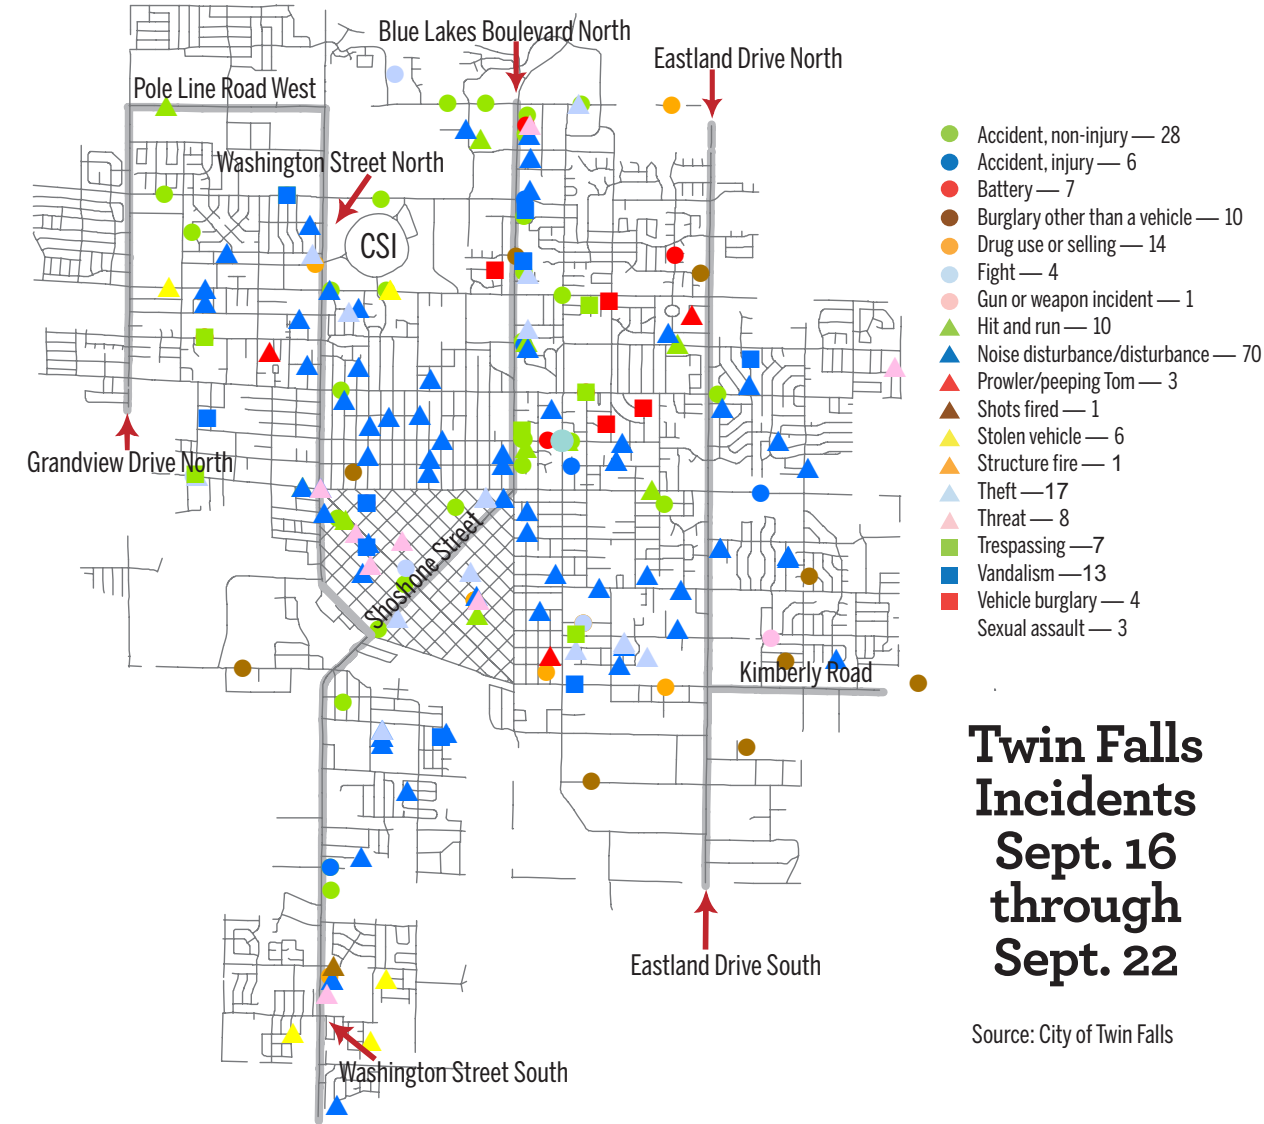 Blue Lakes Boulevard North
Eastland Drive North
Pole Line Road West
Washington Street North
CSI
Grandview Drive North
Shoshone Street
Kimberly Road
Eastland Drive South
Washington Street South
Accident, non-injury — 28
Accident, injury — 6
Battery — 7
Burglary other than a vehicle — 10
Drug use or selling — 14
Fight — 4
Gun or weapon incident — 1
Hit and run — 10
Noise disturbance/disturbance — 70
Prowler/peeping Tom — 3
Shots fired — 1
Stolen vehicle — 6
Structure fire — 1
Theft —17
Threat — 8
Trespassing —7
Vandalism —13
Vehicle burglary — 4
Sexual assault — 3
Twin Falls
Incidents
Sept. 16
through
Sept. 22
Source: City of Twin Falls